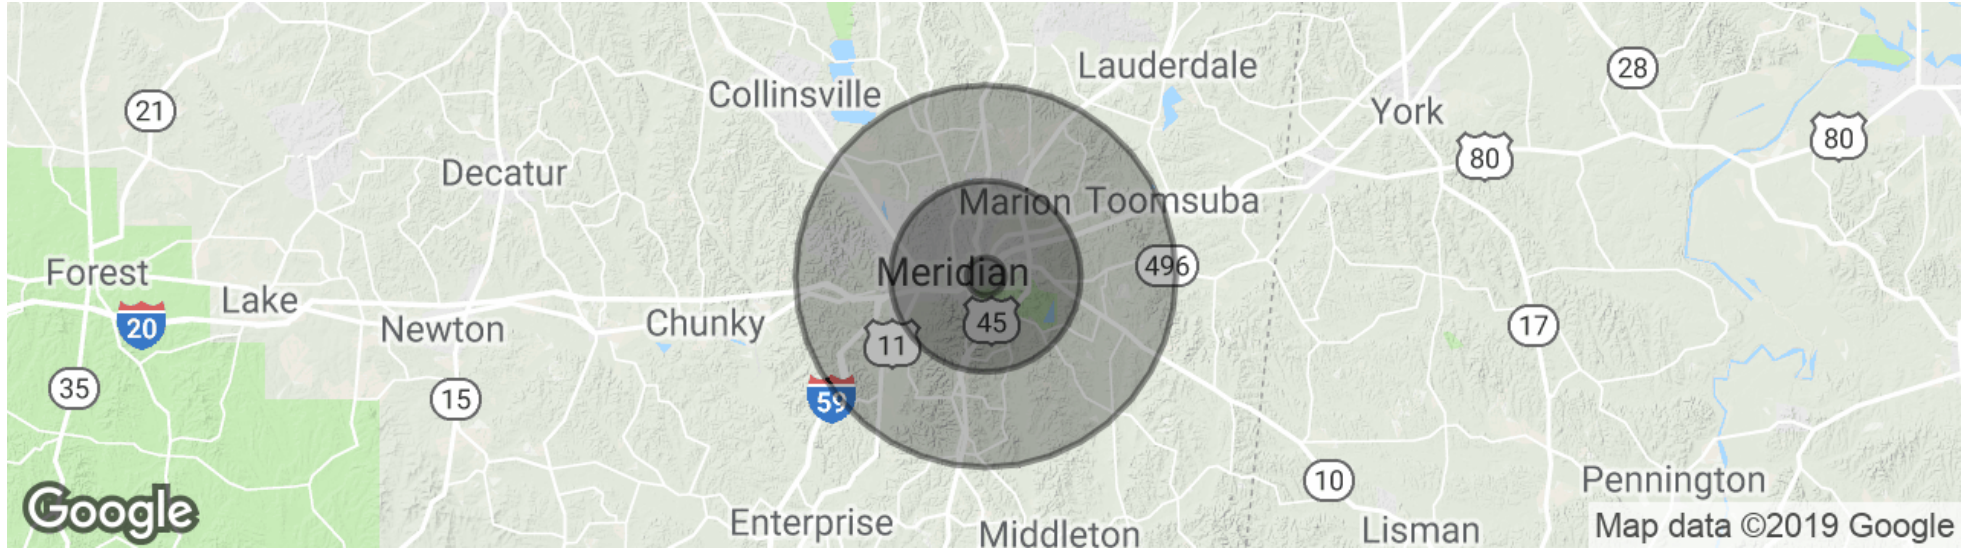 Lauderdale
28
Collinsville
21
York
80
80
Decatur
Marion
Toomsuba
Forest
Meridian
496
Lake
20
Newton
Chunky
45
17
11
35
15
59
Pennington
10
Google
Enterprise
Middleton
Lisman
Map data ©2019 Google